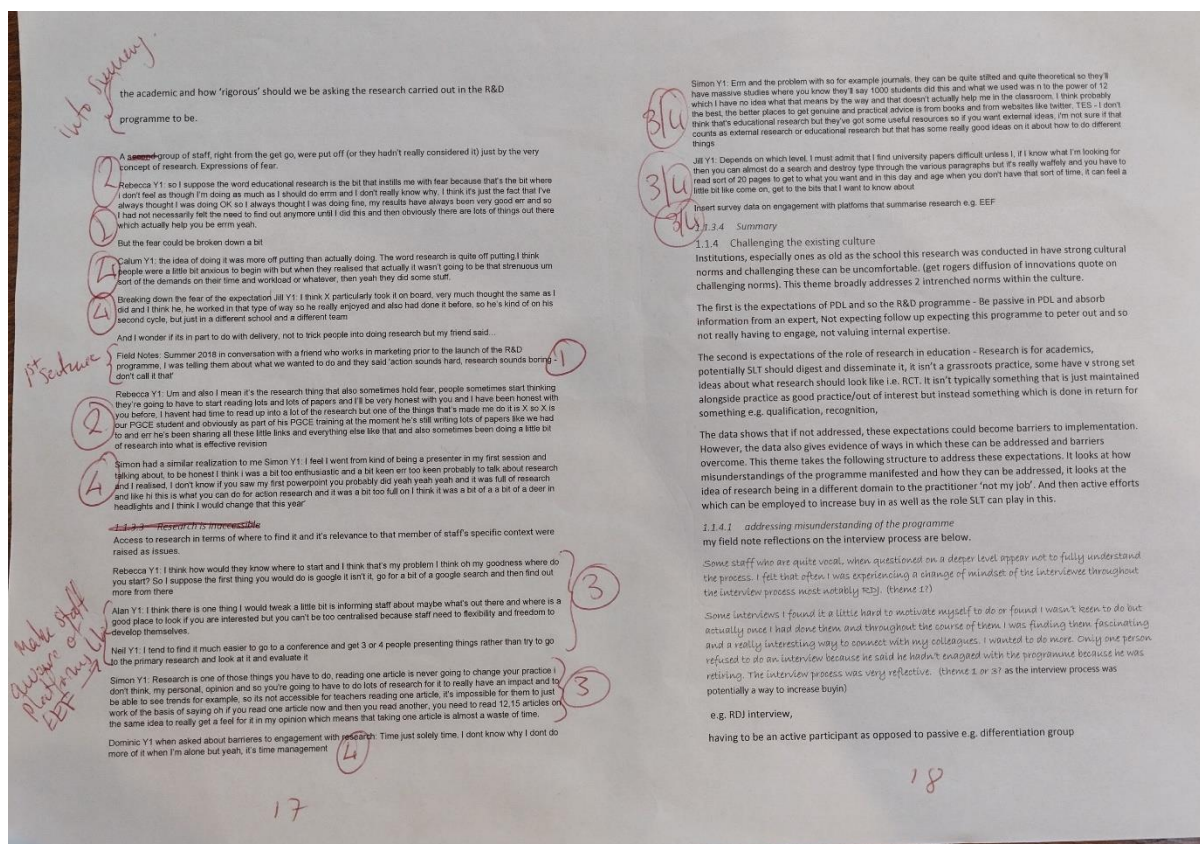 into summary.
the academic and how 'rigorous' should we be asking the research carried out in the R&D
programme to be.
A second group of staff, right from the get go, were put off (or they hadn't really considered it) just by the very
concept of research. Expressions of fear.
2
Rebecca Y1: so I suppose the word educational research is the bit that instills me with fear because that's the bit where
i don't feel as though I'm doing as much as I should do errm and I don't really know why. I think it's just the fact that I've
always thought I was doing OK so I always thought I was doing fine, my results have always been very good err and so
I had not necessarily felt the need to find out anymore until I did this and then obviously there are lots of things out there
which actually help you be errm yeah.
2
But the fear could be broken down a bit
4
Calum Y1: the idea of doing it was more off putting than actually doing. The word research is quite off putting,I think
people were a little bit anxious to begin with but when they realised that actually it wasn't going to be that strenuous um
sort of the demands on their time and workload or whatever, then yeah they did some stuff.
4
Breaking down the fear of the expectation Jill Y1: I think X particularly took it on board, very much thought the same as I
did and I think he, he worked in that type of way so he really enjoyed and also had done it before, so he's kind of on his
second cycle, but just in a different school and a different team
And I wonder if its in part to do with delivery, not to trick people into doing research but my friend said...
1st sentence
Field Notes: Summer 2018 in conversation with a friend who works in marketing prior to the launch of the R&D
programme, I was telling them about what we wanted to do and they said 'action sounds hard, research sounds boring -
don't call it that'
1
Rebecca Y1: Um and also I mean it's the research thing that also sometimes hold fear, people sometimes start thinking
they're going to have to start reading lots and lots of papers and I'll be very honest with you and I have been honest with
you before, I havent had time to read up into a lot of the research but one of the things that's made me do it is X so X is
our PGCE student and obviously as part of his PGCE training at the moment he's still writing lots of papers like we had
to and err he's been sharing all these little links and everything else like that and also sometimes been doing a little bit
of research into what is effective revision
2
Simon had a similar realization to me Simon Y1: I feel I went from kind of being a presenter in my first session and
talking about, to be honest I think i was a bit too enthusiastic and a bit keen err too keen probably to talk about research
and I realised, I don't know if you saw my first powerpoint you probably did yeah yeah yeah and it was full of research
and like hi this is what you can do for action research and it was a bit too full on I think it was a bit of a a bit of a deer in
headlights and I think I would change that this year'
4
1.1.3.3 Research is inaccessible
Access to research in terms of where to find it and it's relevance to that member of staff's specific context were
raised as issues.
Rebecca Y1: I think how would they know where to start and I think that's my problem I think oh my goodness where do
you start? So I suppose the first thing you would do is google it isn't it, go for a bit of a google search and then find out
more from there
3
Make staff
aware of
platforms like
EEF →
Alan Y1: I think there is one thing I would tweak a little bit is informing staff about maybe what's out there and where is a
good place to look if you are interested but you can't be too centralised because staff need to flexibility and freedom to
develop themselves.
Neil Y1: I tend to find it much easier to go to a conference and get 3 or 4 people presenting things rather than try to go
to the primary research and look at it and evaluate it
Simon Y1: Research is one of those things you have to do, reading one article is never going to change your practice i
don't think, my personal, opinion and so you're going to have to do lots of research for it to really have an impact and to
be able to see trends for example, so its not accessible for teachers reading one article, it's impossible for them to just
work of the basis of saying oh if you read one article now and then you read another, you need to read 12,15 articles on
the same idea to really get a feel for it in my opinion which means that taking one article is almost a waste of time.
3
Dominic Y1 when asked about barrieres to engagement with research: Time just solely time, I dont know why I dont do
more of it when I'm alone but yeah, it's time management
4
17
Simon Y1: Erm and the problem with so for example journals, they can be quite stilted and quite theoretical so they'll
have massive studies where you know they'll say 1000 students did this and what we used was n to the power of 12
which I have no idea what that means by the way and that doesn't actually help me in the classroom. I think probably
the best, the better places to get genuine and practical advice is from books and from websites like twitter, TES - I don't
think that's educational research but they've got some useful resources so if you want external ideas, I'm not sure if that
counts as external research or educational research but that has some really good ideas on it about how to do different
things
3/4
Jill Y1: Depends on which level, I must admit that I find university papers difficult unless I, if I know what I'm looking for
then you can almost do a search and destroy type through the various paragraphs but it's really waffely and you have to
read sort of 20 pages to get to what you want and in this day and age when you don't have that sort of time, it can feel a
little bit like come on, get to the bits that I want to know about
3/4
Insert survey data on engagement with platfoms that summarise research e.g. EEF
3/4
1.1.3.4 Summary
1.1.4 Challenging the existing culture
Institutions, especially ones as old as the school this research was conducted in have strong cultural
norms and challenging these can be uncomfortable. (get rogers diffusion of innovations quote on
challenging norms). This theme broadly addresses 2 intrenched norms within the culture.
The first is the expectations of PDL and so the R&D programme - Be passive in PDL and absorb
information from an expert, Not expecting follow up expecting this programme to peter out and so
not really having to engage, not valuing internal expertise.
The second is expectations of the role of research in education - Research is for academics,
potentially SLT should digest and disseminate it, it isn't a grassroots practice, some have v strong set
ideas about what research should look like i.e. RCT. It isn't typically something that is just maintained
alongside practice as good practice/out of interest but instead something which is done in return for
something e.g. qualification, recognition,
The data shows that if not addressed, these expectations could become barriers to implementation.
However, the data also gives evidence of ways in which these can be addressed and barriers
overcome. This theme takes the following structure to address these expectations. It looks at how
misunderstandings of the programme manifested and how they can be addressed, it looks at the
idea of research being in a different domain to the practitioner 'not my job'. And then active efforts
which can be employed to increase buy in as well as the role SLT can play in this.
1.1.4.1 addressing misunderstanding of the programme
my field note reflections on the interview process are below.
Some staff who are quite vocal, when questioned on a deeper level appear not to fully understand
the process. I felt that often I was experiencing a change of mindset of the interviewee throughout
the interview process most notably RDJ. (theme 1?)
Some interviews I found it a little hard to motivate myself to do or found I wasn't keen to do but
actually once I had done them and throughout the course of them I was finding them fascinating
and a really interesting way to connect with my colleagues. I wanted to do more. Only one person
refused to do an interview because he said he hadn't enagaed with the programme because he was
retiring. The interview process was very reflective. (theme 1 or 3? as the interview process was
potentially a way to increase buyin)
e.g. RDJ interview,
having to be an active participant as opposed to passive e.g. differentiation group
18